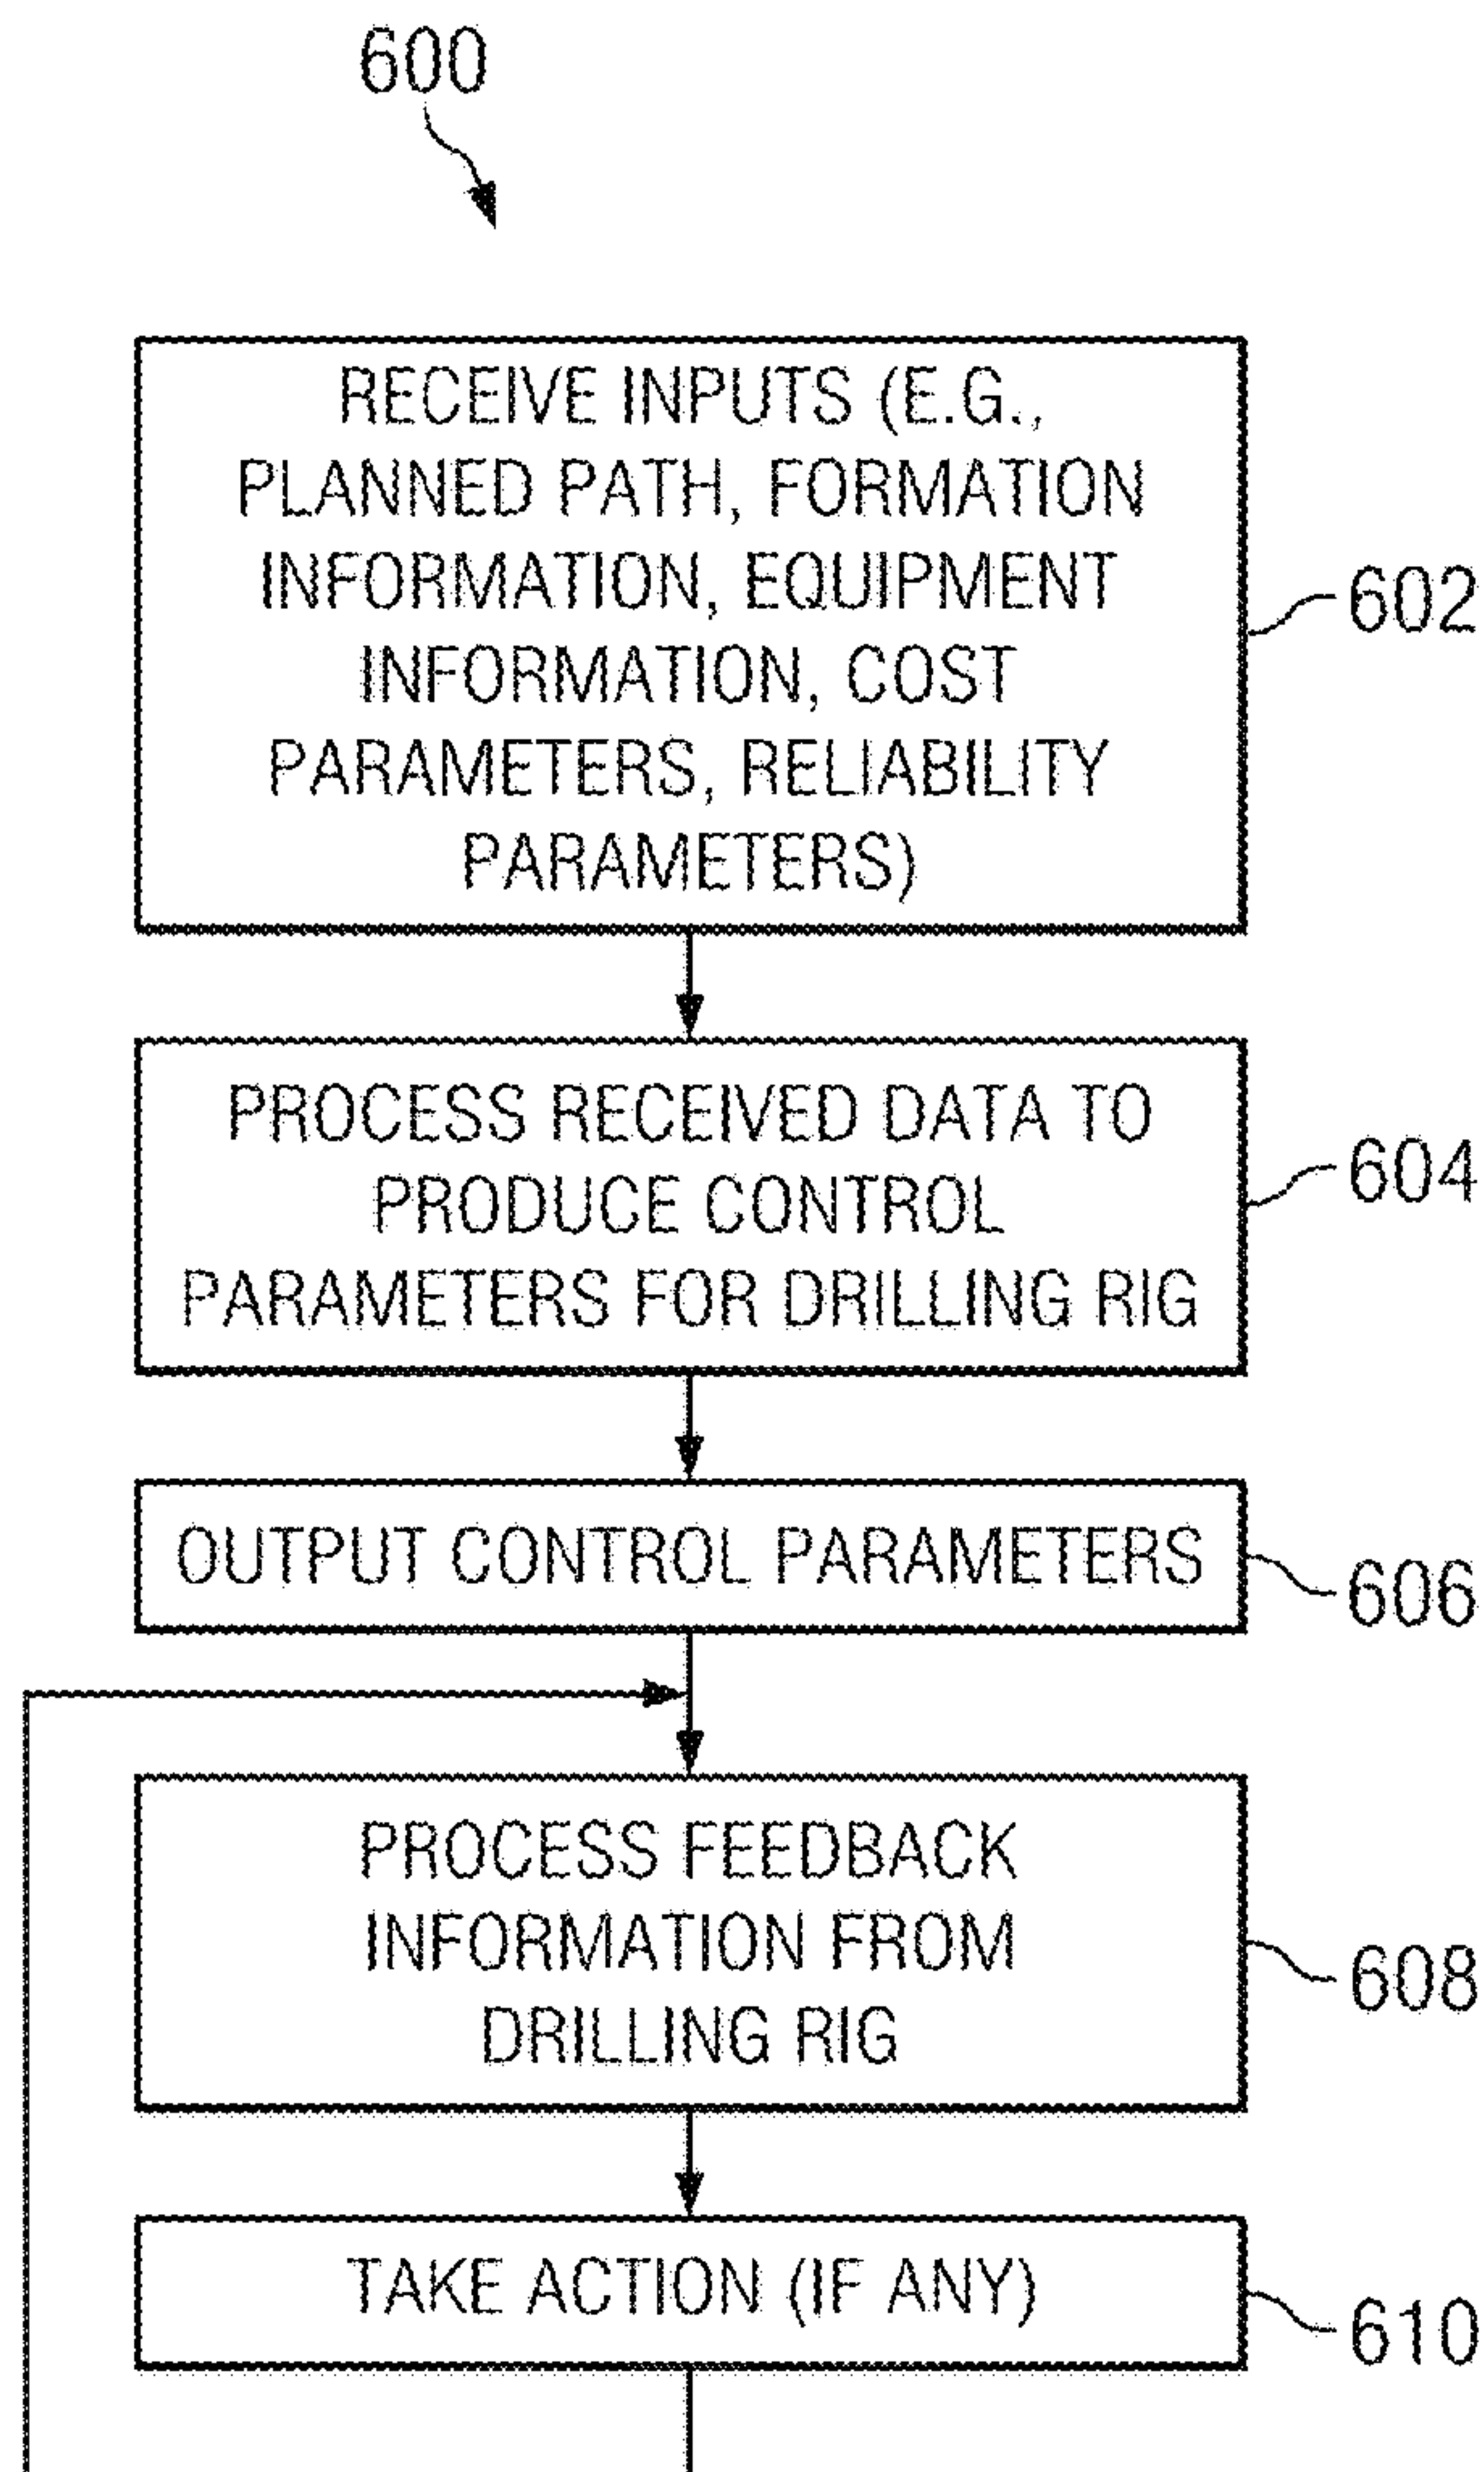 600
RECEIVE INPUTS (E.G.,
PLANNED PATH, FORMATION
INFORMATION, EQUIPMENT
INFORMATION, COST
PARAMETERS, RELIABILITY
PARAMETERS)
602
PROCESS RECEIVED DATA TO
PRODUCE CONTROL
PARAMETERS FOR DRILLING RIG
604
OUTPUT CONTROL PARAMETERS
606
PROCESS FEEDBACK
INFORMATION FROM
DRILLING RIG
608
TAKE ACTION (IF ANY)
610